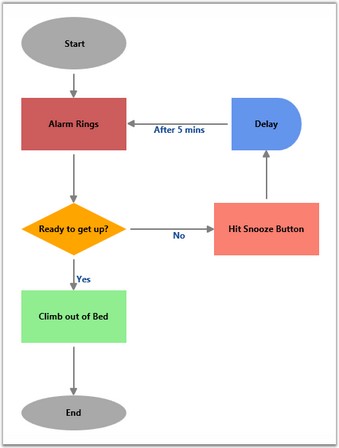 Start
Alarm Rings
After 5 mins
Delay
Ready to get up?
No
Hit Snooze Button
Yes
Climb out of Bed
End